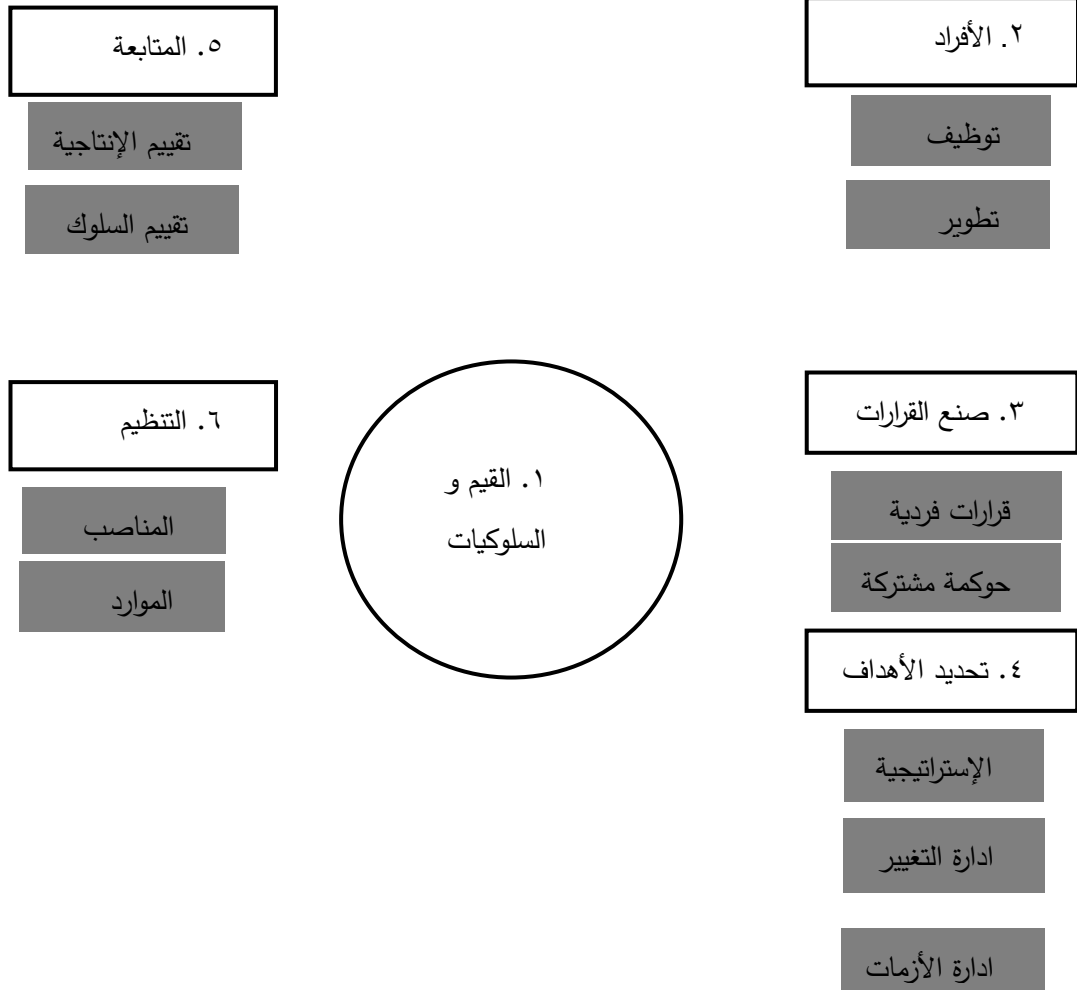 ٢. الأفراد
توظيف
تطوير
٣. صنع القرارات
قرارات فردية
حوكمة مشتركة
٤. تحديد الأهداف
الإستراتيجية
ادارة التغيير
ادارة الأزمات
١. القيم و
السلوكيات
٥. المتابعة
تقييم الإنتاجية
تقييم السلوك
٦. التنظيم
المناصب
الموارد